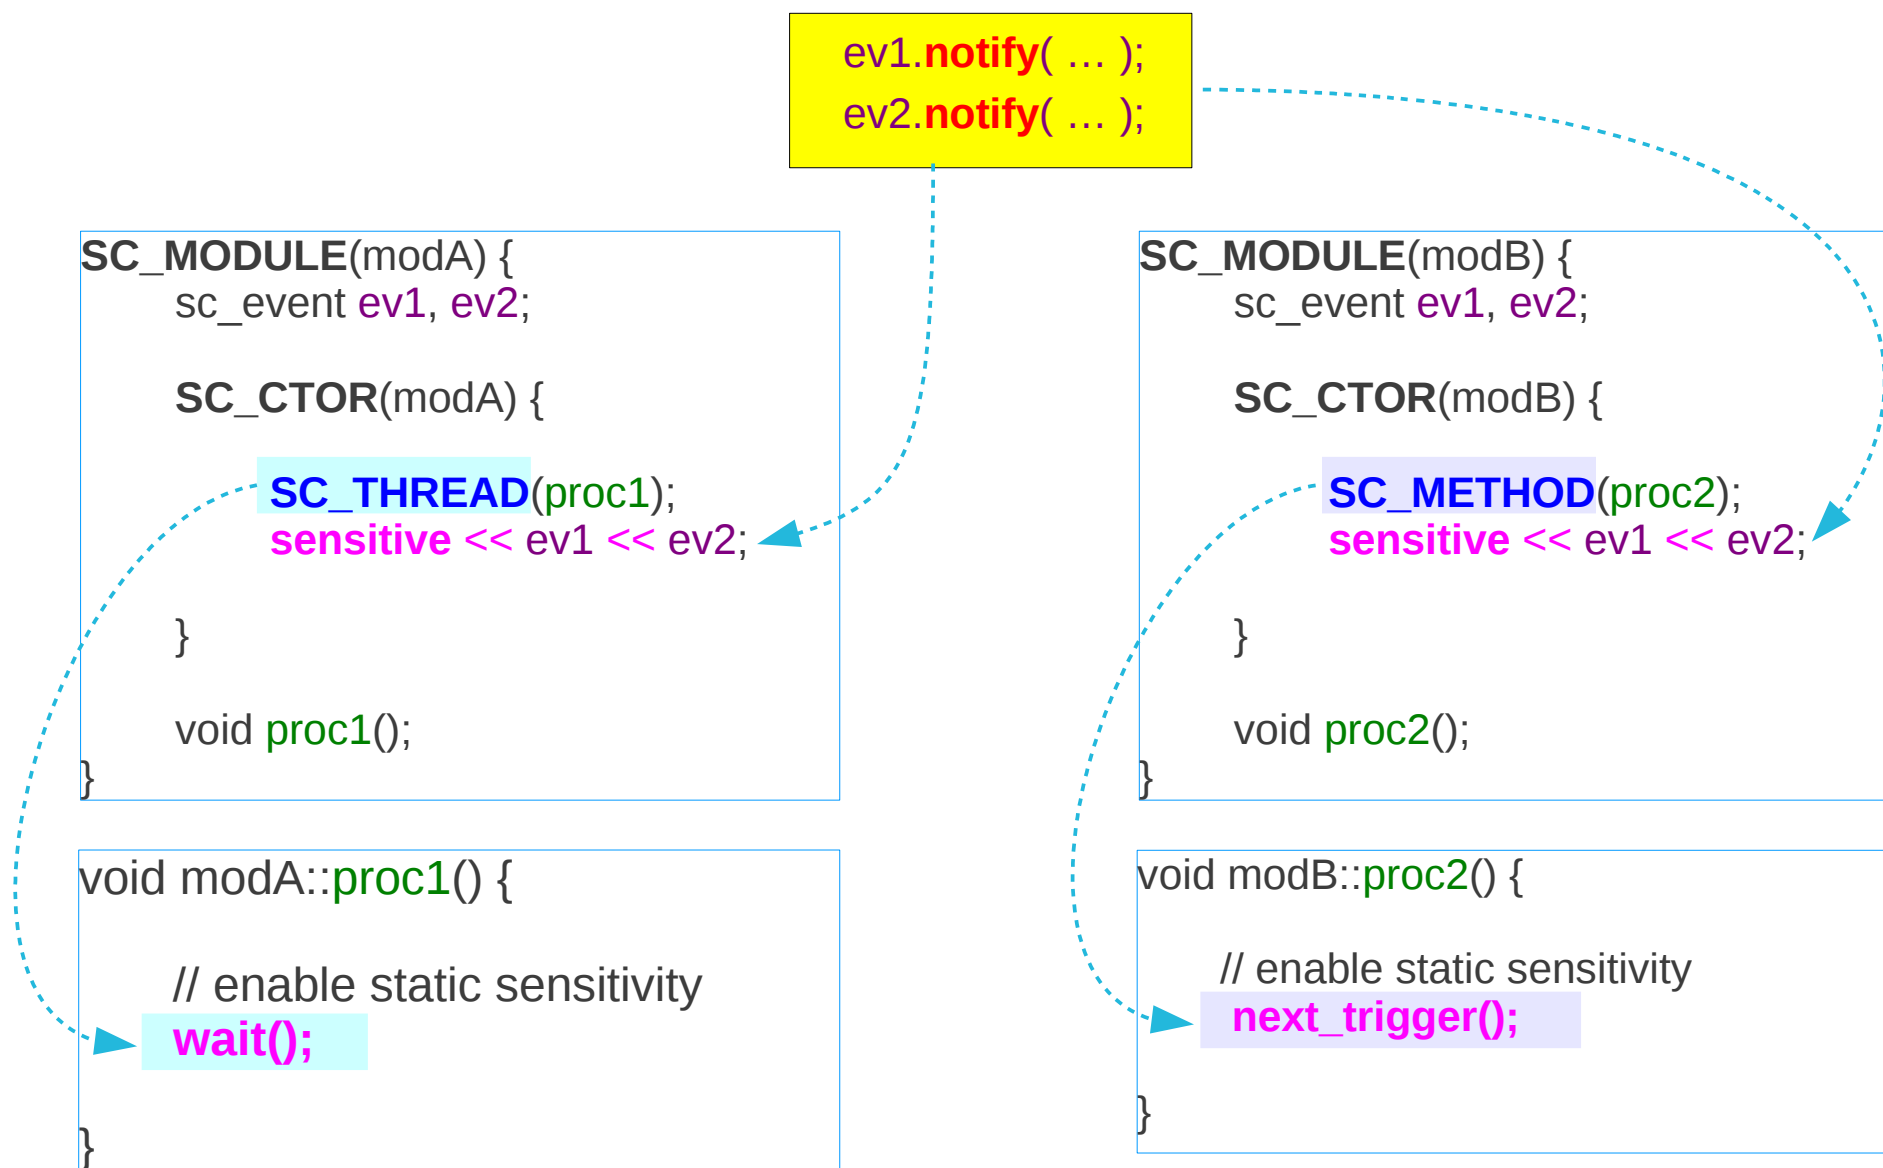 ev1.notify( … );
ev2.notify( … );
SC_MODULE(modA) {
sc_event ev1, ev2;
SC_CTOR(modA) {
SC_THREAD(proc1);
sensitive << ev1 << ev2;
}
void proc1();
}
void modA::proc1() {
// enable static sensitivity
wait();
}
SC_MODULE(modB) {
sc_event ev1, ev2;
SC_CTOR(modB) {
SC_METHOD(proc2);
sensitive << ev1 << ev2;
}
void proc2();
}
void modB::proc2() {
// enable static sensitivity
next_trigger();
}